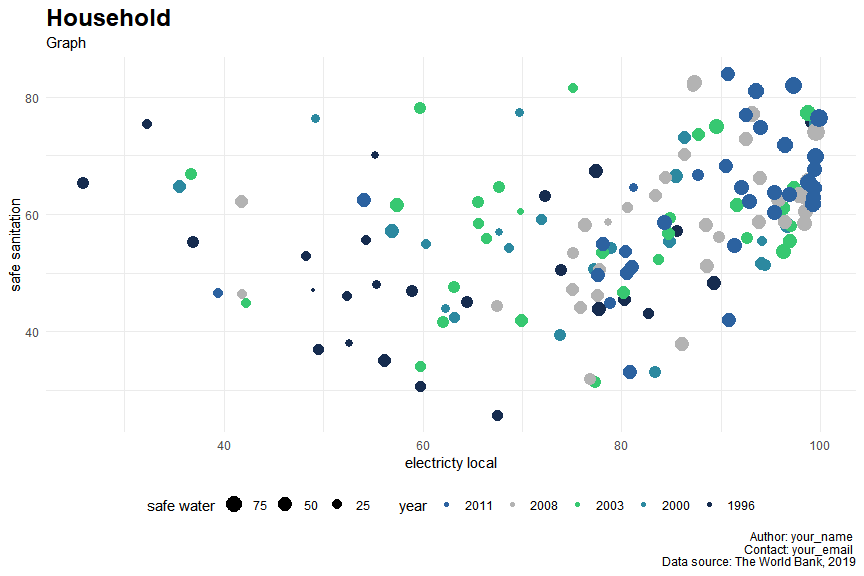 Household
Graph
safe sanitation
80
60
40
40 60 80 100
electricty local
safe water 75 50 25 year 2011 2008 2003 2000 1996
Author: your_name
Contact: your_email
Data source: The World Bank, 2019